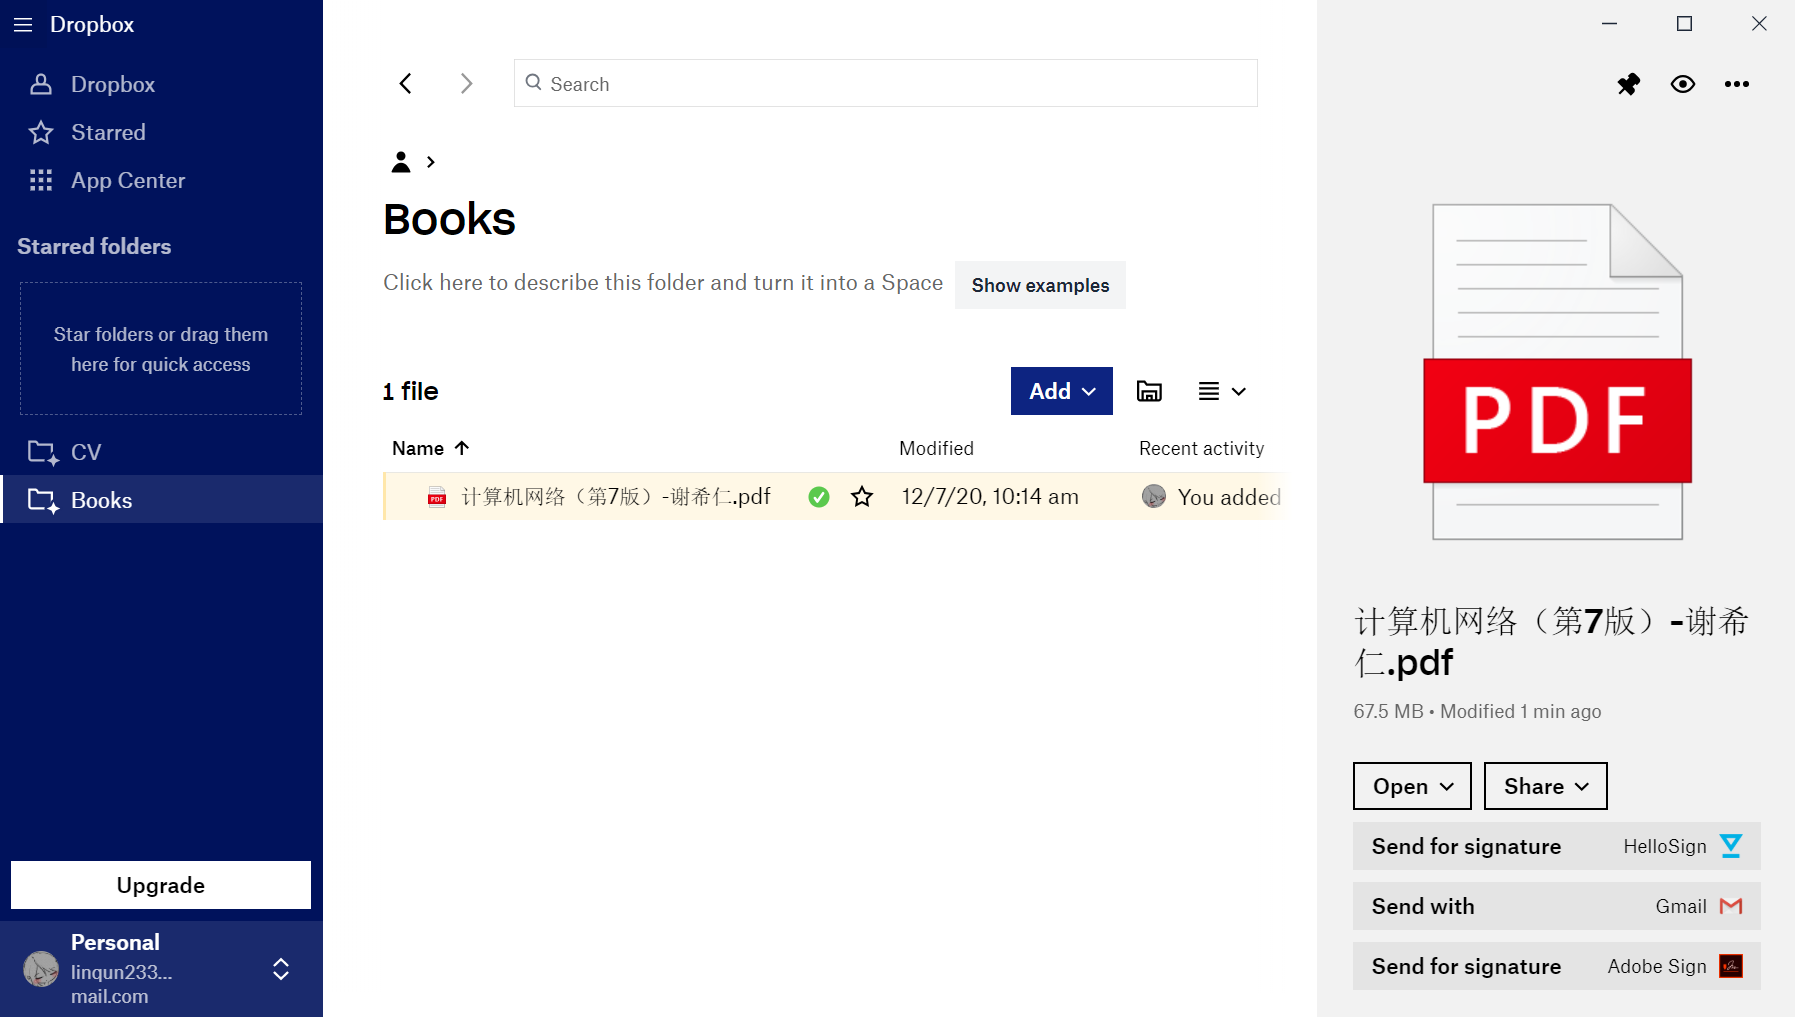 Dropbox
Dropbox
Starred
App Center
Starred folders
Star folders or drag them
here for quick access
CV
Books
Upgrade
Personal
linqun233...
mail.com
Search
Books
Click here to describe this folder and turn it into a Space
Show examples
1 file
Add
Name
Modified
Recent activity
PDF
计算机网络（第7版）-谢希仁.pdf
12/7/20, 10:14 am
You added
PDF
计算机网络（第7版）-谢希
仁.pdf
67.5 MB • Modified 1 min ago
Open
Share
Send for signature
HelloSign
Send with
Gmail
Send for signature
Adobe Sign